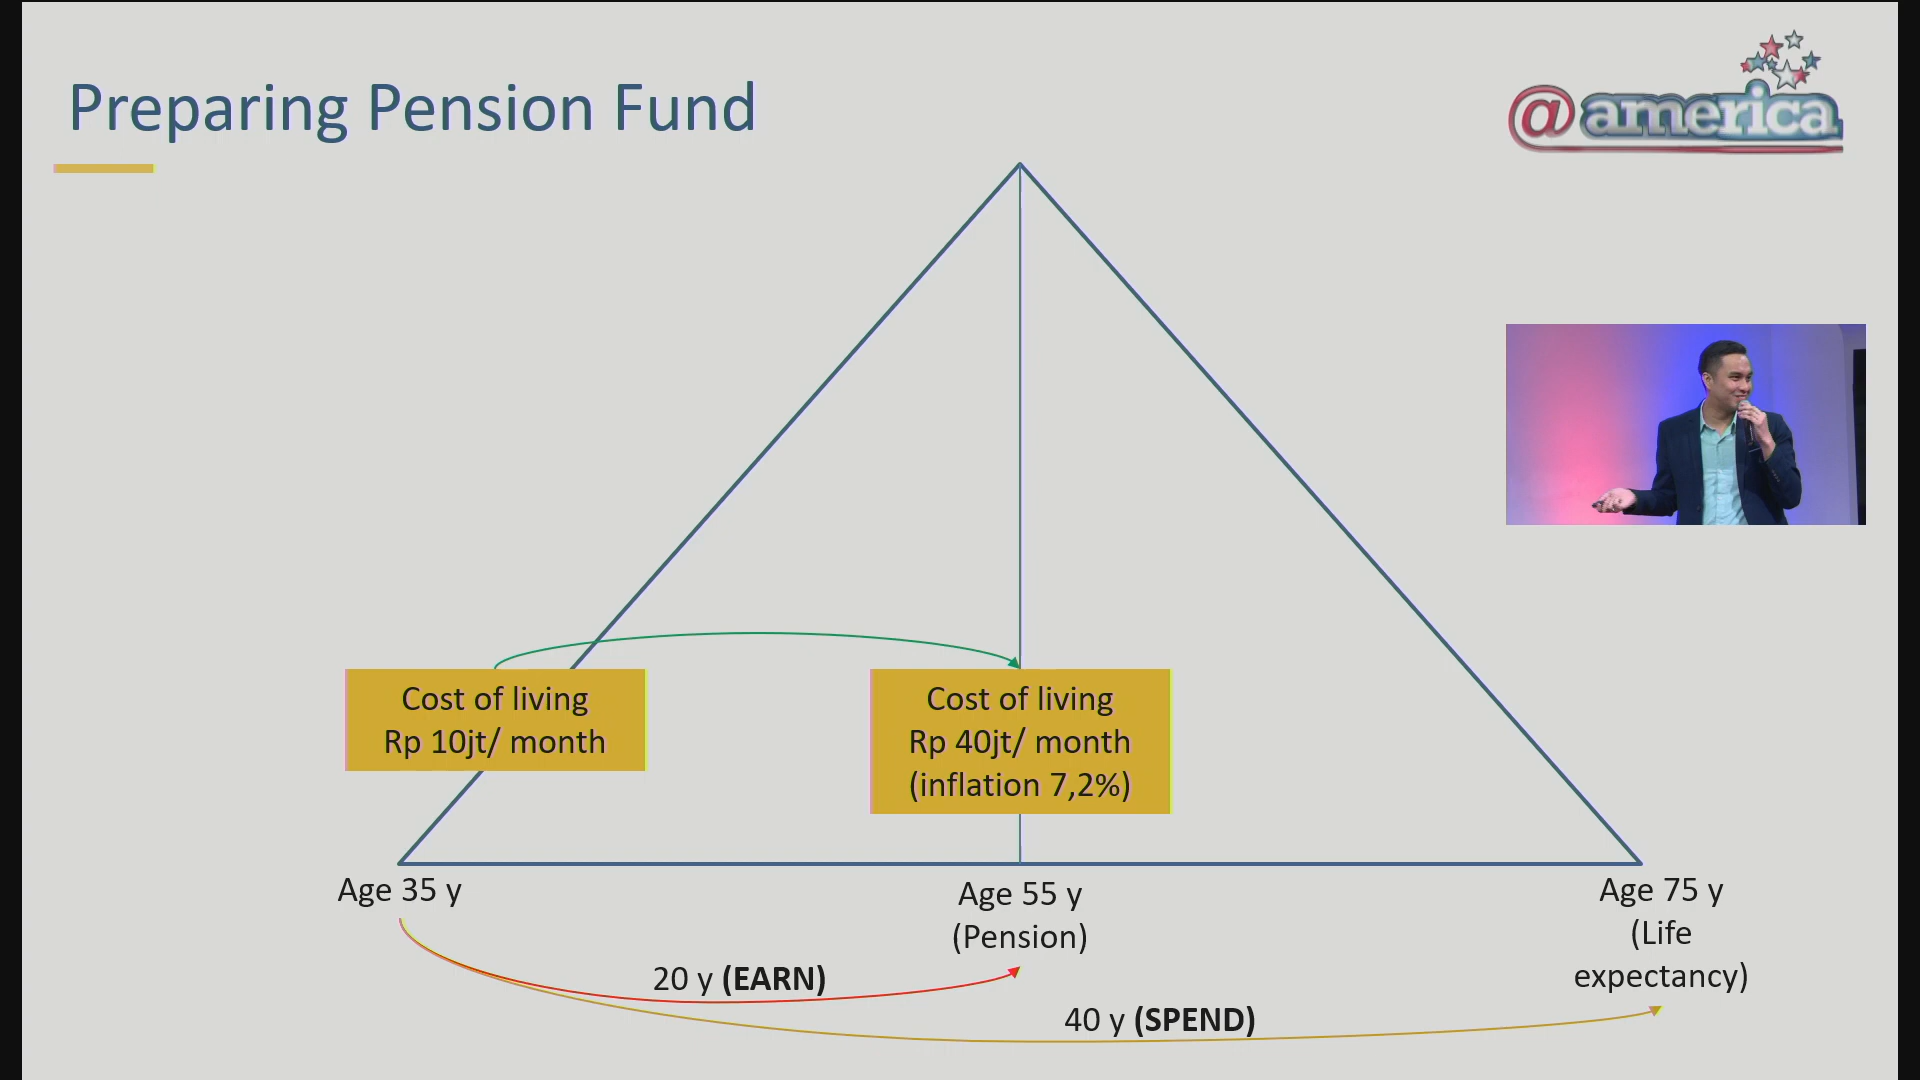 Preparing Pension Fund
@america
Cost of living
Rp 10jt/ month
Cost of living
Rp 40jt/ month
(inflation 7,2%)
Age 35 y
Age 55 y
(Pension)
Age 75 y
(Life
expectancy)
20 y (EARN)
40 y (SPEND)